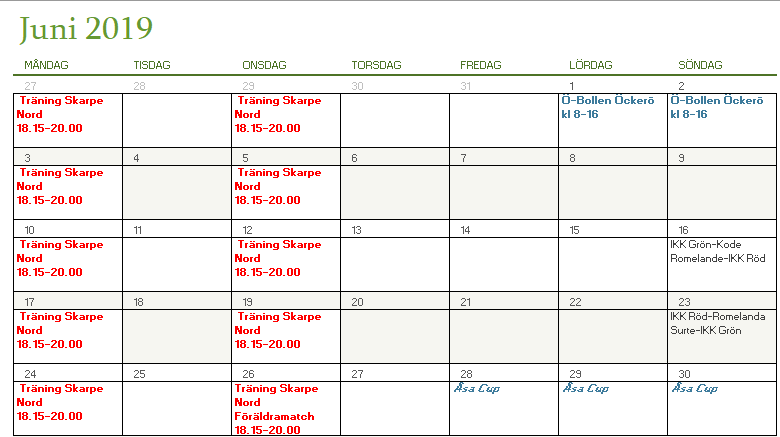 Juni 2019
MÅNDAG TISDAG ONSDAG TORSDAG FREDAG LÖRDAG SÖNDAG
27 28 29 30 31 1 2
Träning Skarpe Träning Skarpe Ö-Bollen Öckerö Ö-Bollen Öckerö
Nord Nord kl 8-16 kl 8-16
18.15-20.00 18.15-20.00
3 4 5 6 7 8 9
Träning Skarpe Träning Skarpe
Nord Nord
18.15-20.00 18.15-20.00
10 11 12 13 14 15 16
Träning Skarpe Träning Skarpe IKK Grön-Kode
Nord Nord Romelande-IKK Röd
18.15-20.00 18.15-20.00
17 18 19 20 21 22 23
Träning Skarpe Träning Skarpe IKK Röd-Romelanda
Nord Nord Surte-IKK Grön
18.15-20.00 18.15-20.00
24 25 26 27 28 29 30
Träning Skarpe Träning Skarpe Åsa Cup Åsa Cup Åsa Cup
Nord Nord
18.15-20.00 Föräldramatch
18.15-20.00